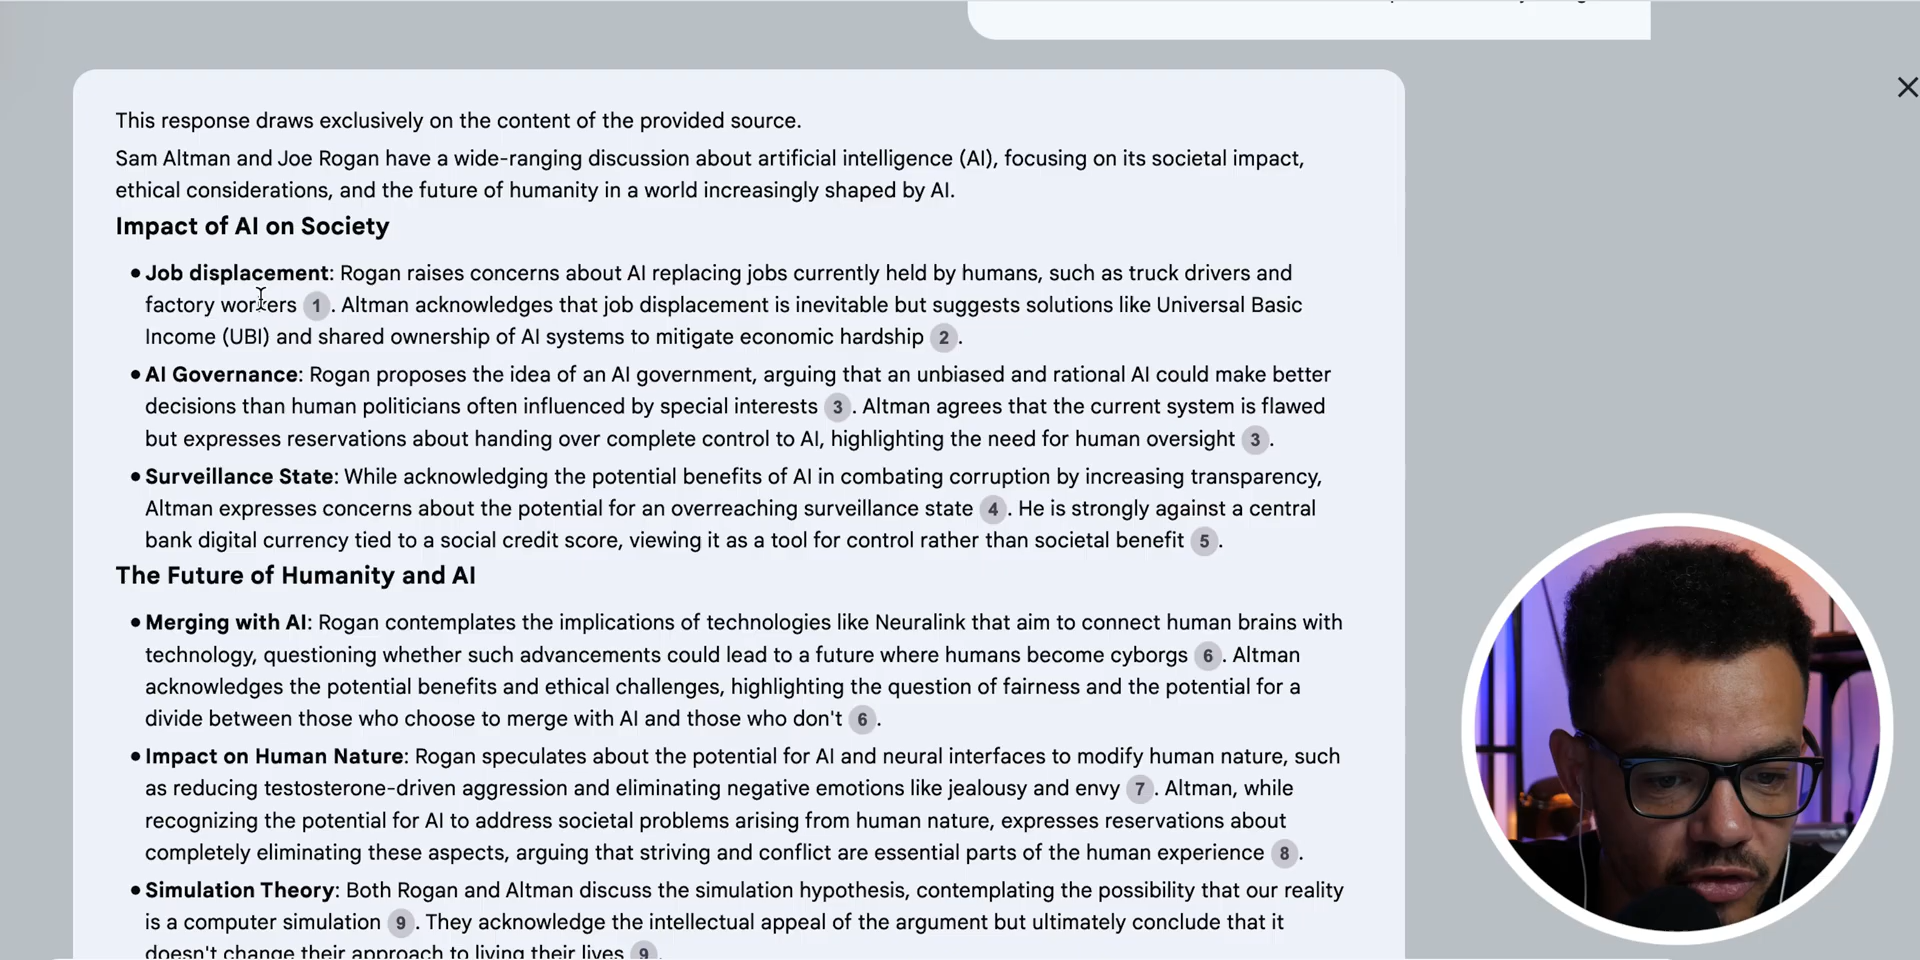 This response draws exclusively on the content of the provided source.
Sam Altman and Joe Rogan have a wide-ranging discussion about artificial intelligence (AI), focusing on its societal impact,
ethical considerations, and the future of humanity in a world increasingly shaped by AI.
Impact of AI on Society
• Job displacement: Rogan raises concerns about AI replacing jobs currently held by humans, such as truck drivers and
factory workers 1. Altman acknowledges that job displacement is inevitable but suggests solutions like Universal Basic
Income (UBI) and shared ownership of AI systems to mitigate economic hardship 2.
• AI Governance: Rogan proposes the idea of an AI government, arguing that an unbiased and rational AI could make better
decisions than human politicians often influenced by special interests 3. Altman agrees that the current system is flawed
but expresses reservations about handing over complete control to AI, highlighting the need for human oversight 3.
• Surveillance State: While acknowledging the potential benefits of AI in combating corruption by increasing transparency,
Altman expresses concerns about the potential for an overreaching surveillance state 4. He is strongly against a central
bank digital currency tied to a social credit score, viewing it as a tool for control rather than societal benefit 5.
The Future of Humanity and AI
• Merging with AI: Rogan contemplates the implications of technologies like Neuralink that aim to connect human brains with
technology, questioning whether such advancements could lead to a future where humans become cyborgs 6. Altman
acknowledges the potential benefits and ethical challenges, highlighting the question of fairness and the potential for a
divide between those who choose to merge with AI and those who don't 6.
• Impact on Human Nature: Rogan speculates about the potential for AI and neural interfaces to modify human nature, such
as reducing testosterone-driven aggression and eliminating negative emotions like jealousy and envy 7. Altman, while
recognizing the potential for AI to address societal problems arising from human nature, expresses reservations about
completely eliminating these aspects, arguing that striving and conflict are essential parts of the human experience 8.
• Simulation Theory: Both Rogan and Altman discuss the simulation hypothesis, contemplating the possibility that our reality
is a computer simulation 9. They acknowledge the intellectual appeal of the argument but ultimately conclude that it
doesn't change their approach to living their lives 9.